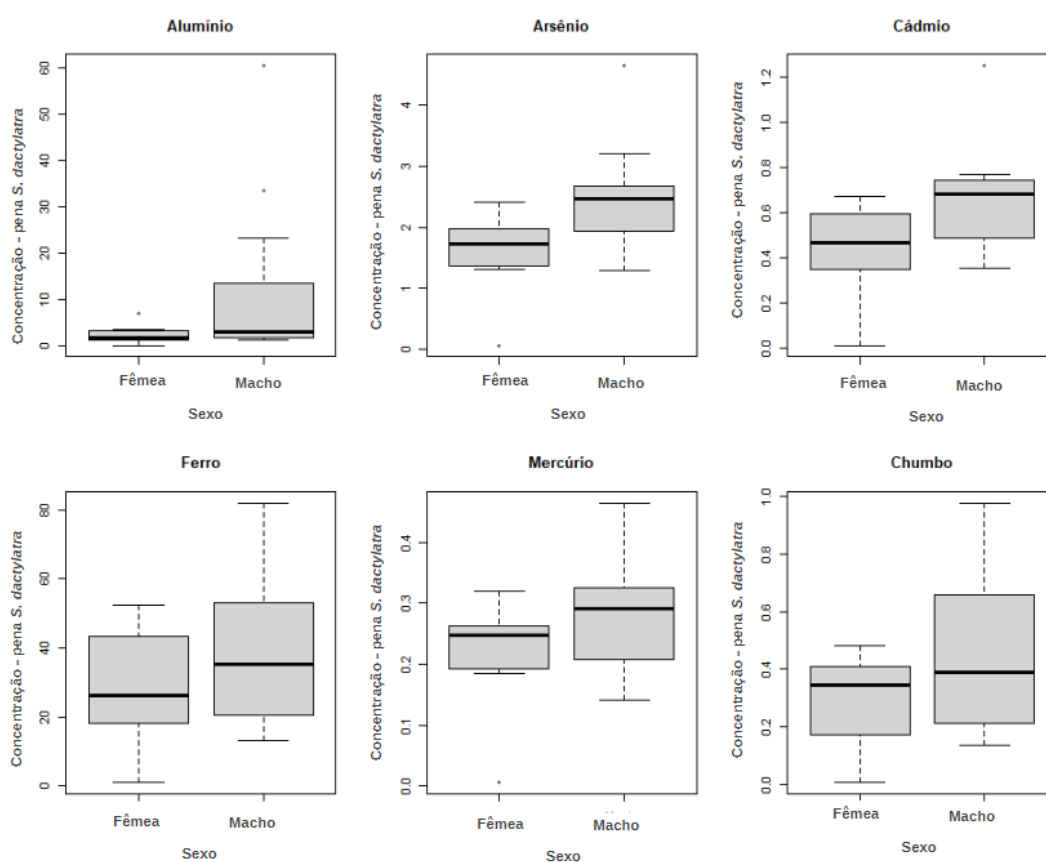 Alumínio
Concentração - pena S. dactylatra
60
50
40
30
20
10
0
Fêmea
Macho
Sexo
Arsênio
Concentração - pena S. dactylatra
4
3
2
1
0
Fêmea
Macho
Sexo
Cádmio
Concentração - pena S. dactylatra
1.2
1.0
0.8
0.6
0.4
0.2
0.0
Fêmea
Macho
Sexo
Ferro
Concentração - pena S. dactylatra
80
60
40
20
0
Fêmea
Macho
Sexo
Mercúrio
Concentração - pena S. dactylatra
0.4
0.3
0.2
0.1
0.0
Fêmea
Macho
Sexo
Chumbo
Concentração - pena S. dactylatra
1.0
0.8
0.6
0.4
0.2
0.0
Fêmea
Macho
Sexo